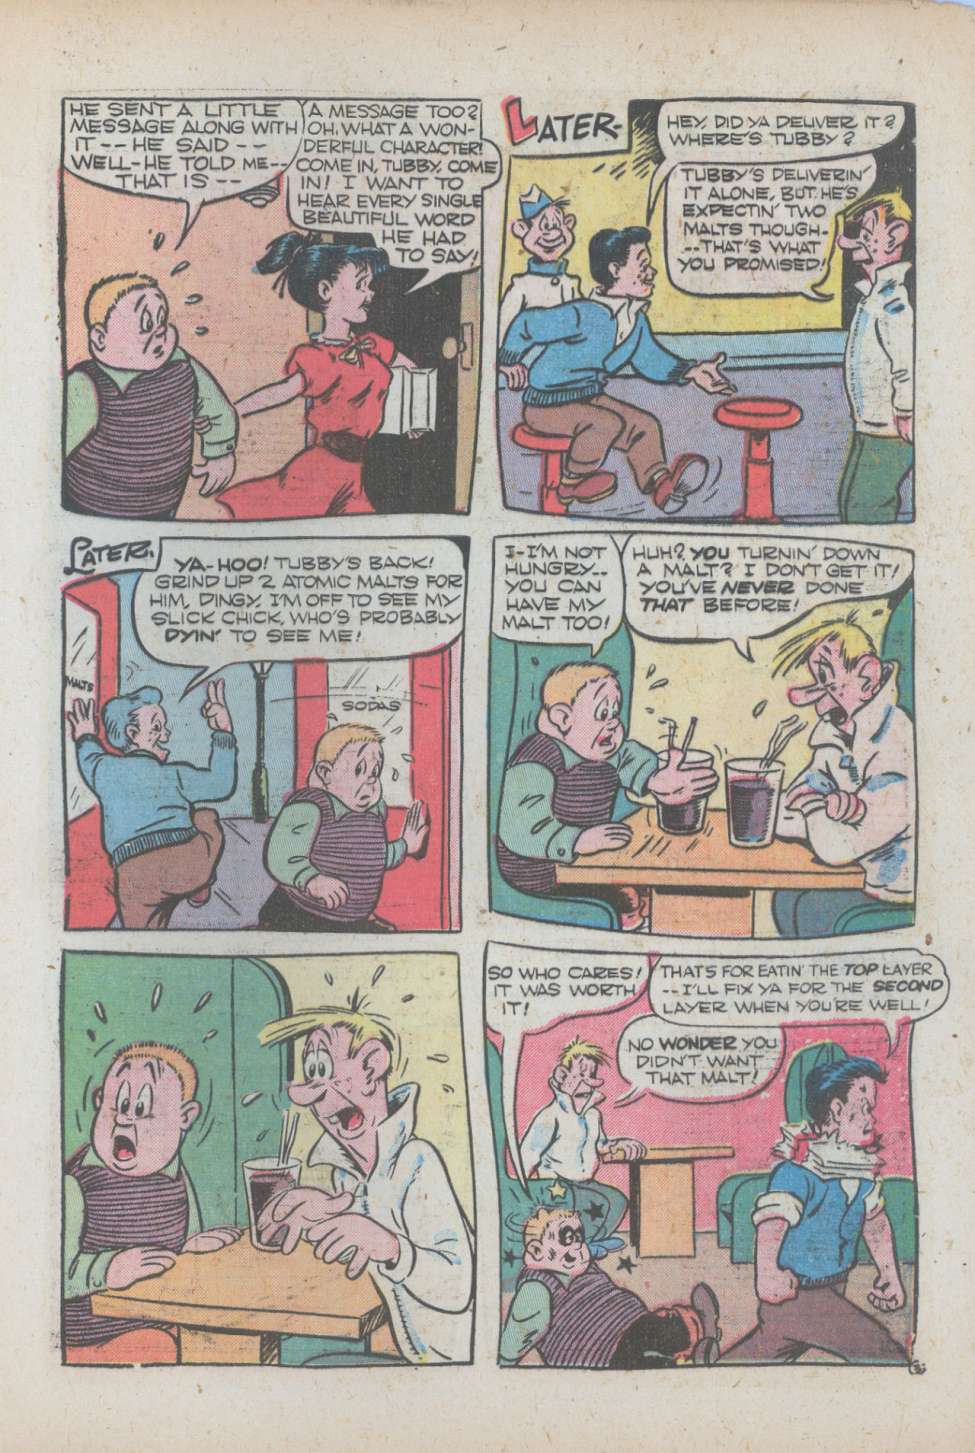 HE SENT A LITTLE
MESSAGE ALONG WITH
IT -- HE SAID --
WELL-HE TOLD ME--
THAT IS --
A MESSAGE TOO?
OH, WHAT A WON-
DERFUL CHARACTER!
COME IN, TUBBY, COME
IN! I WANT TO
HEAR EVERY SINGLE
BEAUTIFUL WORD
HE HAD
TO SAY!
LATER-
HEY, DID YA DELIVER IT?
WHERE'S TUBBY?
TUBBY'S DELIVERIN'
IT ALONE, BUT HE'S
EXPECTIN' TWO
MALTS THOUGH-
--THAT'S WHAT
YOU PROMISED!
LATER-
YA-HOO! TUBBY'S BACK!
GRIND UP 2 ATOMIC MALTS FOR
HIM, DINGY, I'M OFF TO SEE MY
SLICK CHICK, WHO'S PROBABLY
DYIN' TO SEE ME!
MALTS
SODAS
I-I'M NOT
HUNGRY--
YOU CAN
HAVE MY
MALT TOO!
HUH? YOU TURNIN' DOWN
A MALT? I DON'T GET IT!
YOU'VE NEVER DONE
THAT BEFORE!
SO WHO CARES!
IT WAS WORTH
IT!
THAT'S FOR EATIN' THE TOP LAYER
--I'LL FIX YA FOR THE SECOND
LAYER WHEN YOU'RE WELL!
NO WONDER YOU
DIDN'T WANT
THAT MALT!